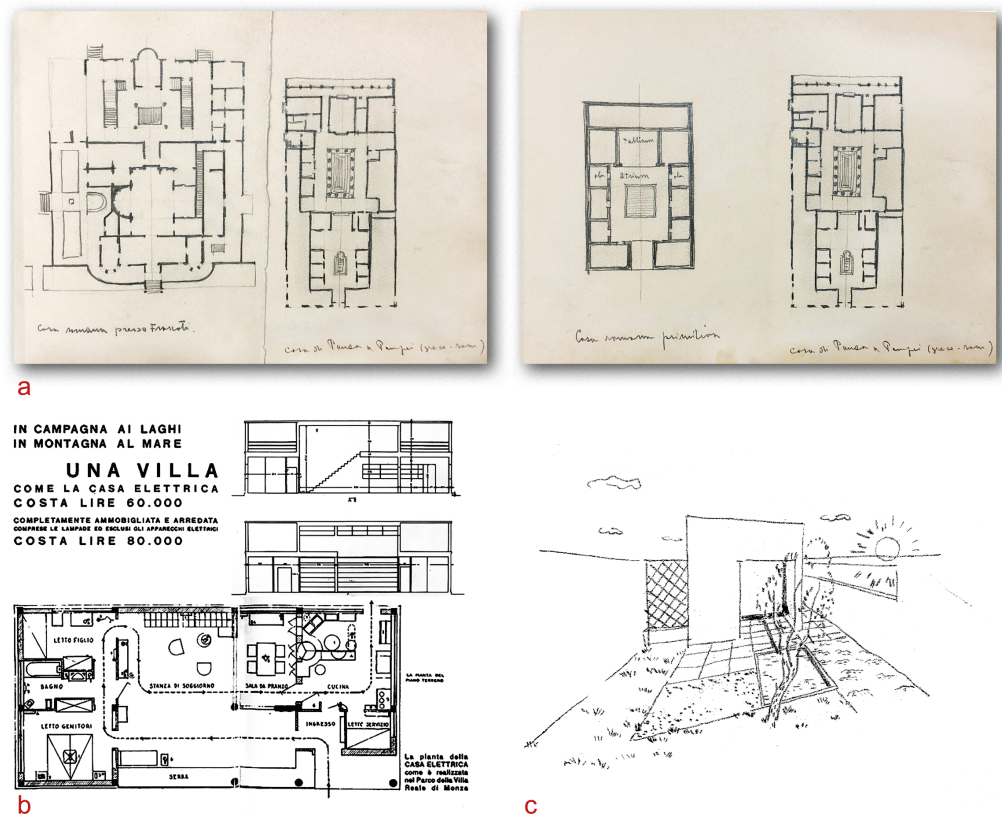 Casa romana presso Frascati.
casa di Pansa a Pompei (greco-rom)
tablinum
atrium
ala
ala
Casa romana primitiva
casa di Pansa a Pompei (greco-rom)
a
IN CAMPAGNA AI LAGHI
IN MONTAGNA AL MARE
UNA VILLA
COME LA CASA ELETTRICA
COSTA LIRE 60.000
COMPLETAMENTE AMMOBIGLIATA E ARREDATA
COMPRESE LE LAMPADE ED ESCLUSI GLI APPARECCHI ELETTRICI
COSTA LIRE 80.000
LETTO FIGLIO
BAGNO
LETTO GENITORI
STANZA DI SOGGIORNO
SALA DA PRANZO
CUCINA
INGRESSO
LETTO SERVIZIO
SERRA
LA PIANTA DEL
PIANO TERRENO
La pianta della
CASA ELETTRICA
come è realizzata
nel Parco della Villa
Reale di Monza
b
c